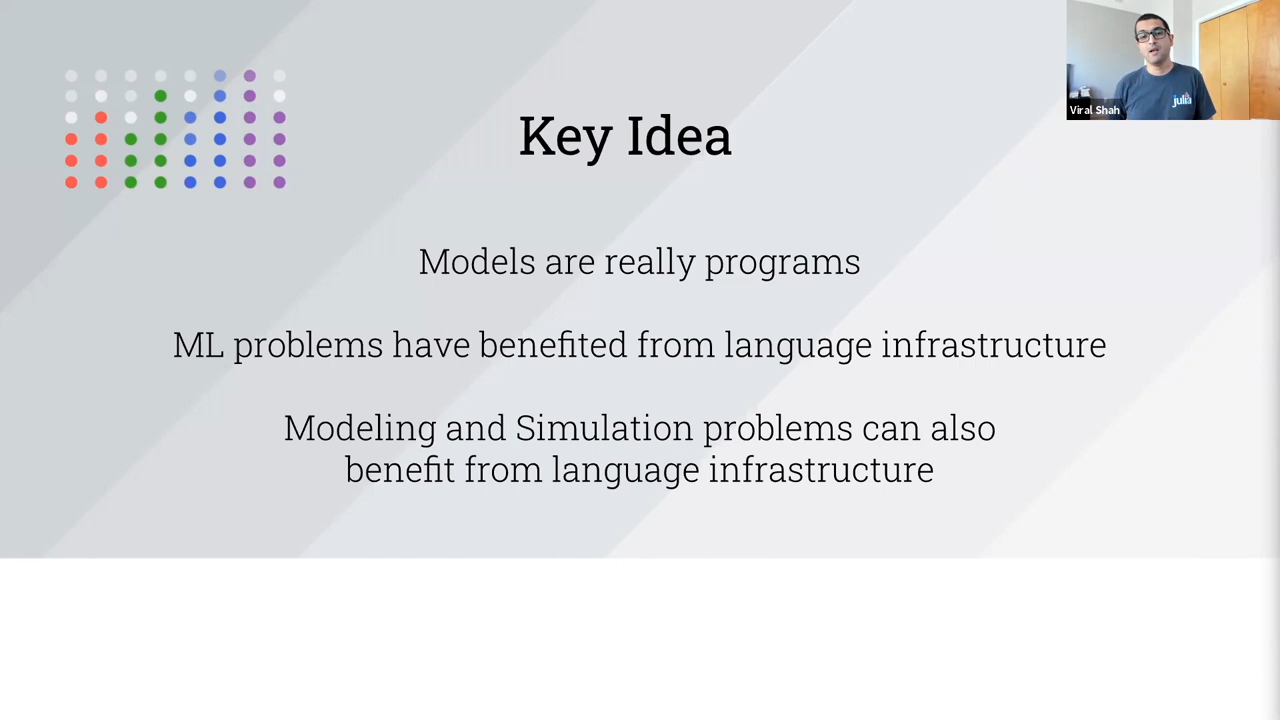 Key Idea
Models are really programs
ML problems have benefited from language infrastructure
Modeling and Simulation problems can also
benefit from language infrastructure
julia
Viral Shah